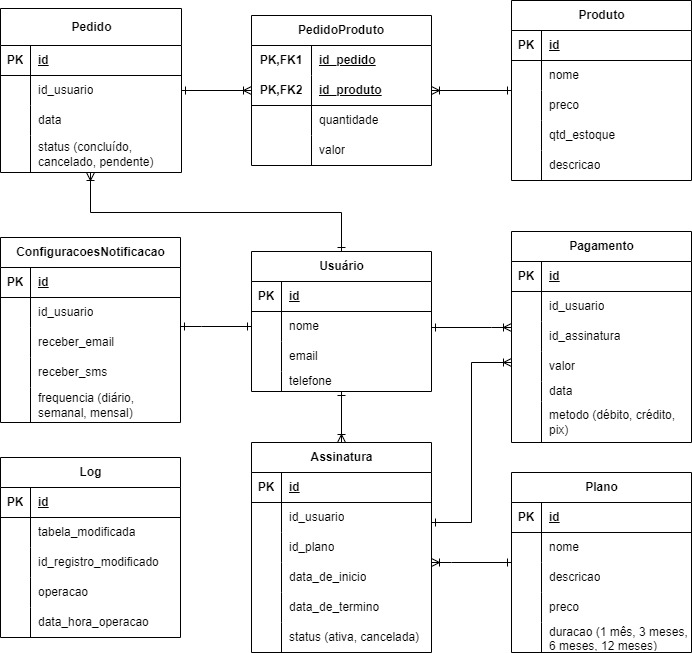 Pedido
PK id
id_usuario
data
status (concluído,
cancelado, pendente)
PedidoProduto
PK,FK1 id_pedido
PK,FK2 id_produto
quantidade
valor
Produto
PK id
nome
preco
qtd_estoque
descricao
ConfiguracoesNotificacao
PK id
id_usuario
receber_email
receber_sms
frequencia (diário,
semanal, mensal)
Usuário
PK id
nome
email
telefone
Pagamento
PK id
id_usuario
id_assinatura
valor
data
metodo (débito, crédito,
pix)
Log
PK id
tabela_modificada
id_registro_modificado
operacao
data_hora_operacao
Assinatura
PK id
id_usuario
id_plano
data_de_inicio
data_de_termino
status (ativa, cancelada)
Plano
PK id
nome
descricao
preco
duracao (1 mês, 3 meses,
6 meses, 12 meses)